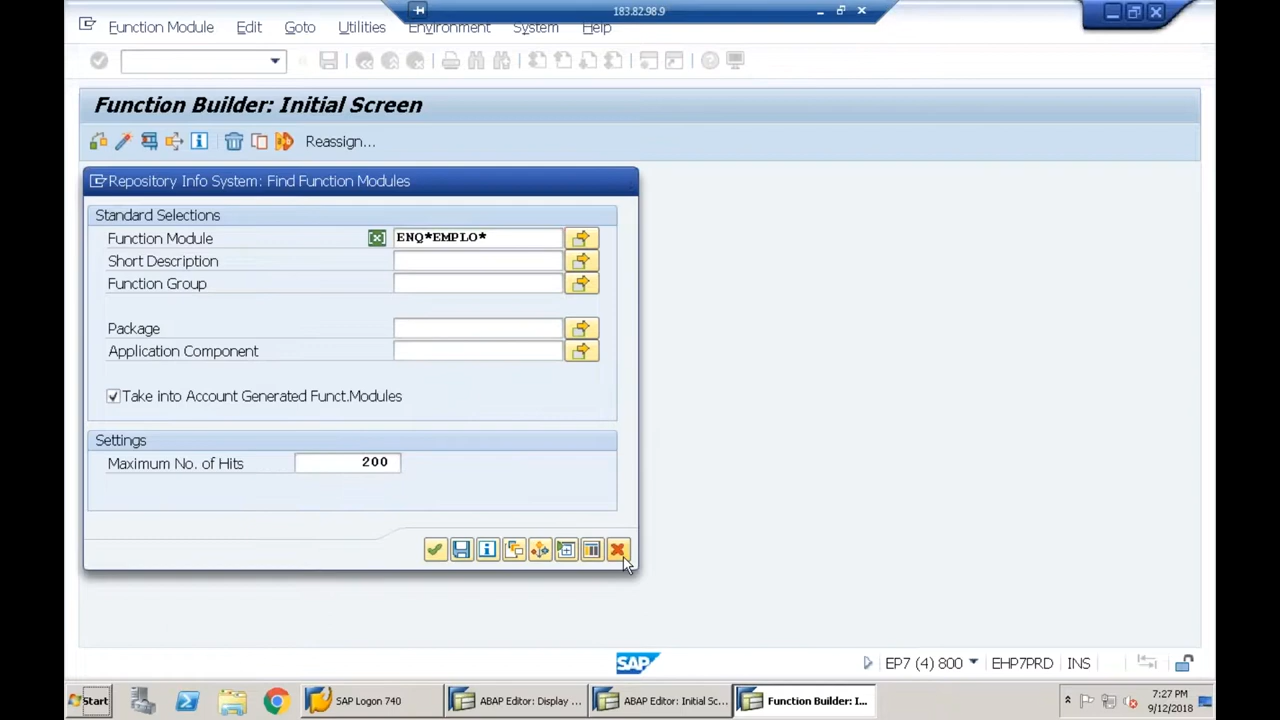 183.82.98.9
Function Module Edit Goto Utilities Environment System Help
Function Builder: Initial Screen
Reassign...
Repository Info System: Find Function Modules
Standard Selections
Function Module ENQ*EMPLO*
Short Description
Function Group
Package
Application Component
Take into Account Generated Funct.Modules
Settings
Maximum No. of Hits 200
SAP EP7 (4) 800 EHP7PRD INS
Start SAP Logon 740 ABAP Editor: Display ... ABAP Editor: Initial Sc... Function Builder: I... 7:27 PM
9/12/2018